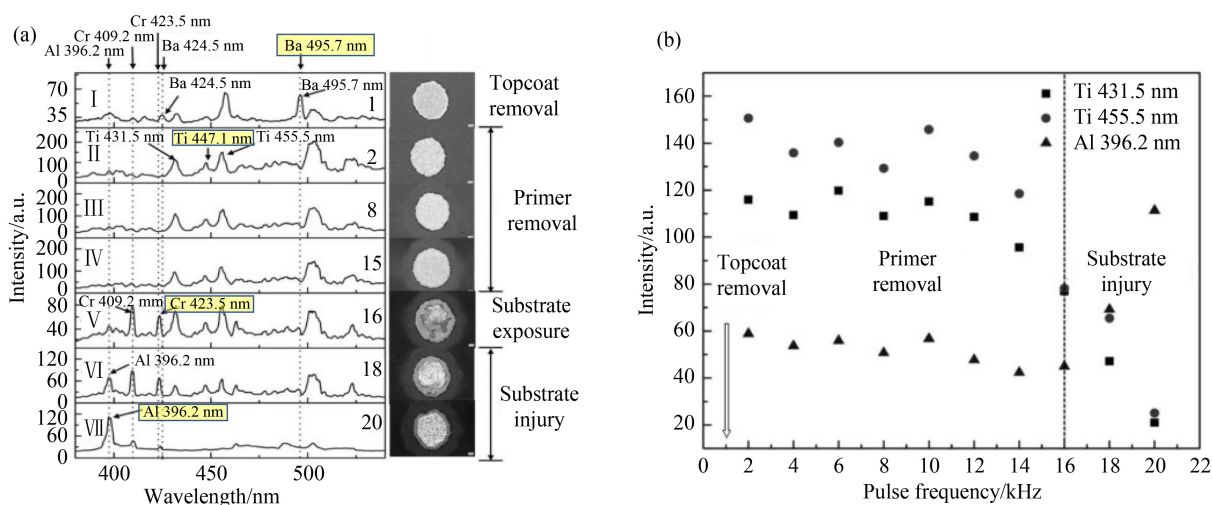 (a)
Cr 423.5 nm
Cr 409.2 nm
Al 396.2 nm
Ba 424.5 nm
Ba 495.7 nm
Intensity/a.u.
70
35
I
Ba 424.5 nm
Ba 495.7 nm
1
Topcoat
removal
200
100
0
II
Ti 431.5 nm
Ti 447.1 nm
Ti 455.5 nm
2
200
100
0
III
8
Primer
removal
200
100
0
IV
15
80
40
V
Cr 409.2 mm
Cr 423.5 nm
16
Substrate
exposure
120
60
0
VI
Al 396.2 nm
18
120
60
0
VII
Al 396.2 nm
20
Substrate
injury
400
450
500
Wavelength/nm
(b)
Intensity/a.u.
160
140
120
100
80
60
40
20
Ti 431.5 nm
Ti 455.5 nm
Al 396.2 nm
Topcoat
removal
Primer
removal
Substrate
injury
0 2 4 6 8 10 12 14 16 18 20 22
Pulse frequency/kHz